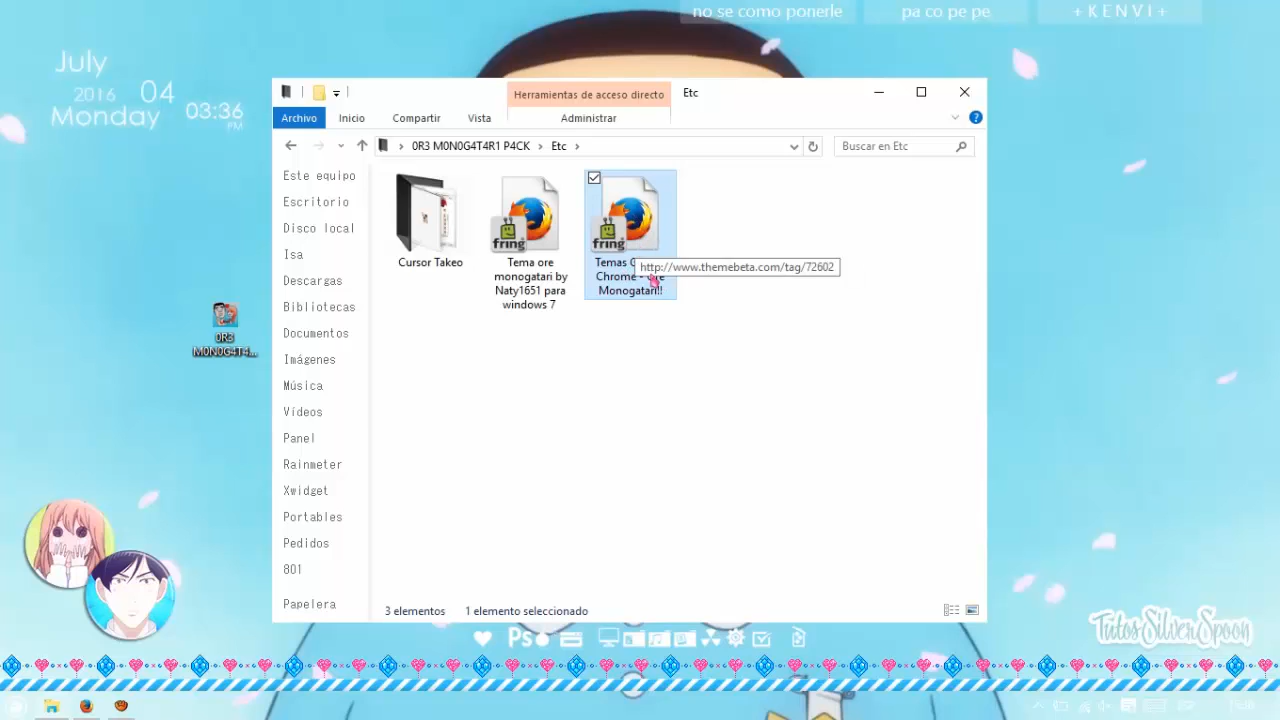 no se como ponerle
pa co pe pe
+ K E N V I +
July
2016 04
Monday 03:36
PM
Herramientas de acceso directo
Etc
Archivo
Inicio
Compartir
Vista
Administrar
0R3 M0N0G4T4R1 P4CK
Etc
Buscar en Etc
Este equipo
Escritorio
Disco local
Isa
Descargas
Bibliotecas
Documentos
Imágenes
Música
Vídeos
Panel
Rainmeter
Xwidget
Portables
Pedidos
801
Papelera
fring
fring
Cursor Takeo
Tema ore
monogatari by
Naty1651 para
windows 7
Temas
Chrome -
Monogatari!!
http://www.themebeta.com/tag/72602
0R3
M0N0G4T4...
3 elementos
1 elemento seleccionado
Ps
TutosSilverSpoon